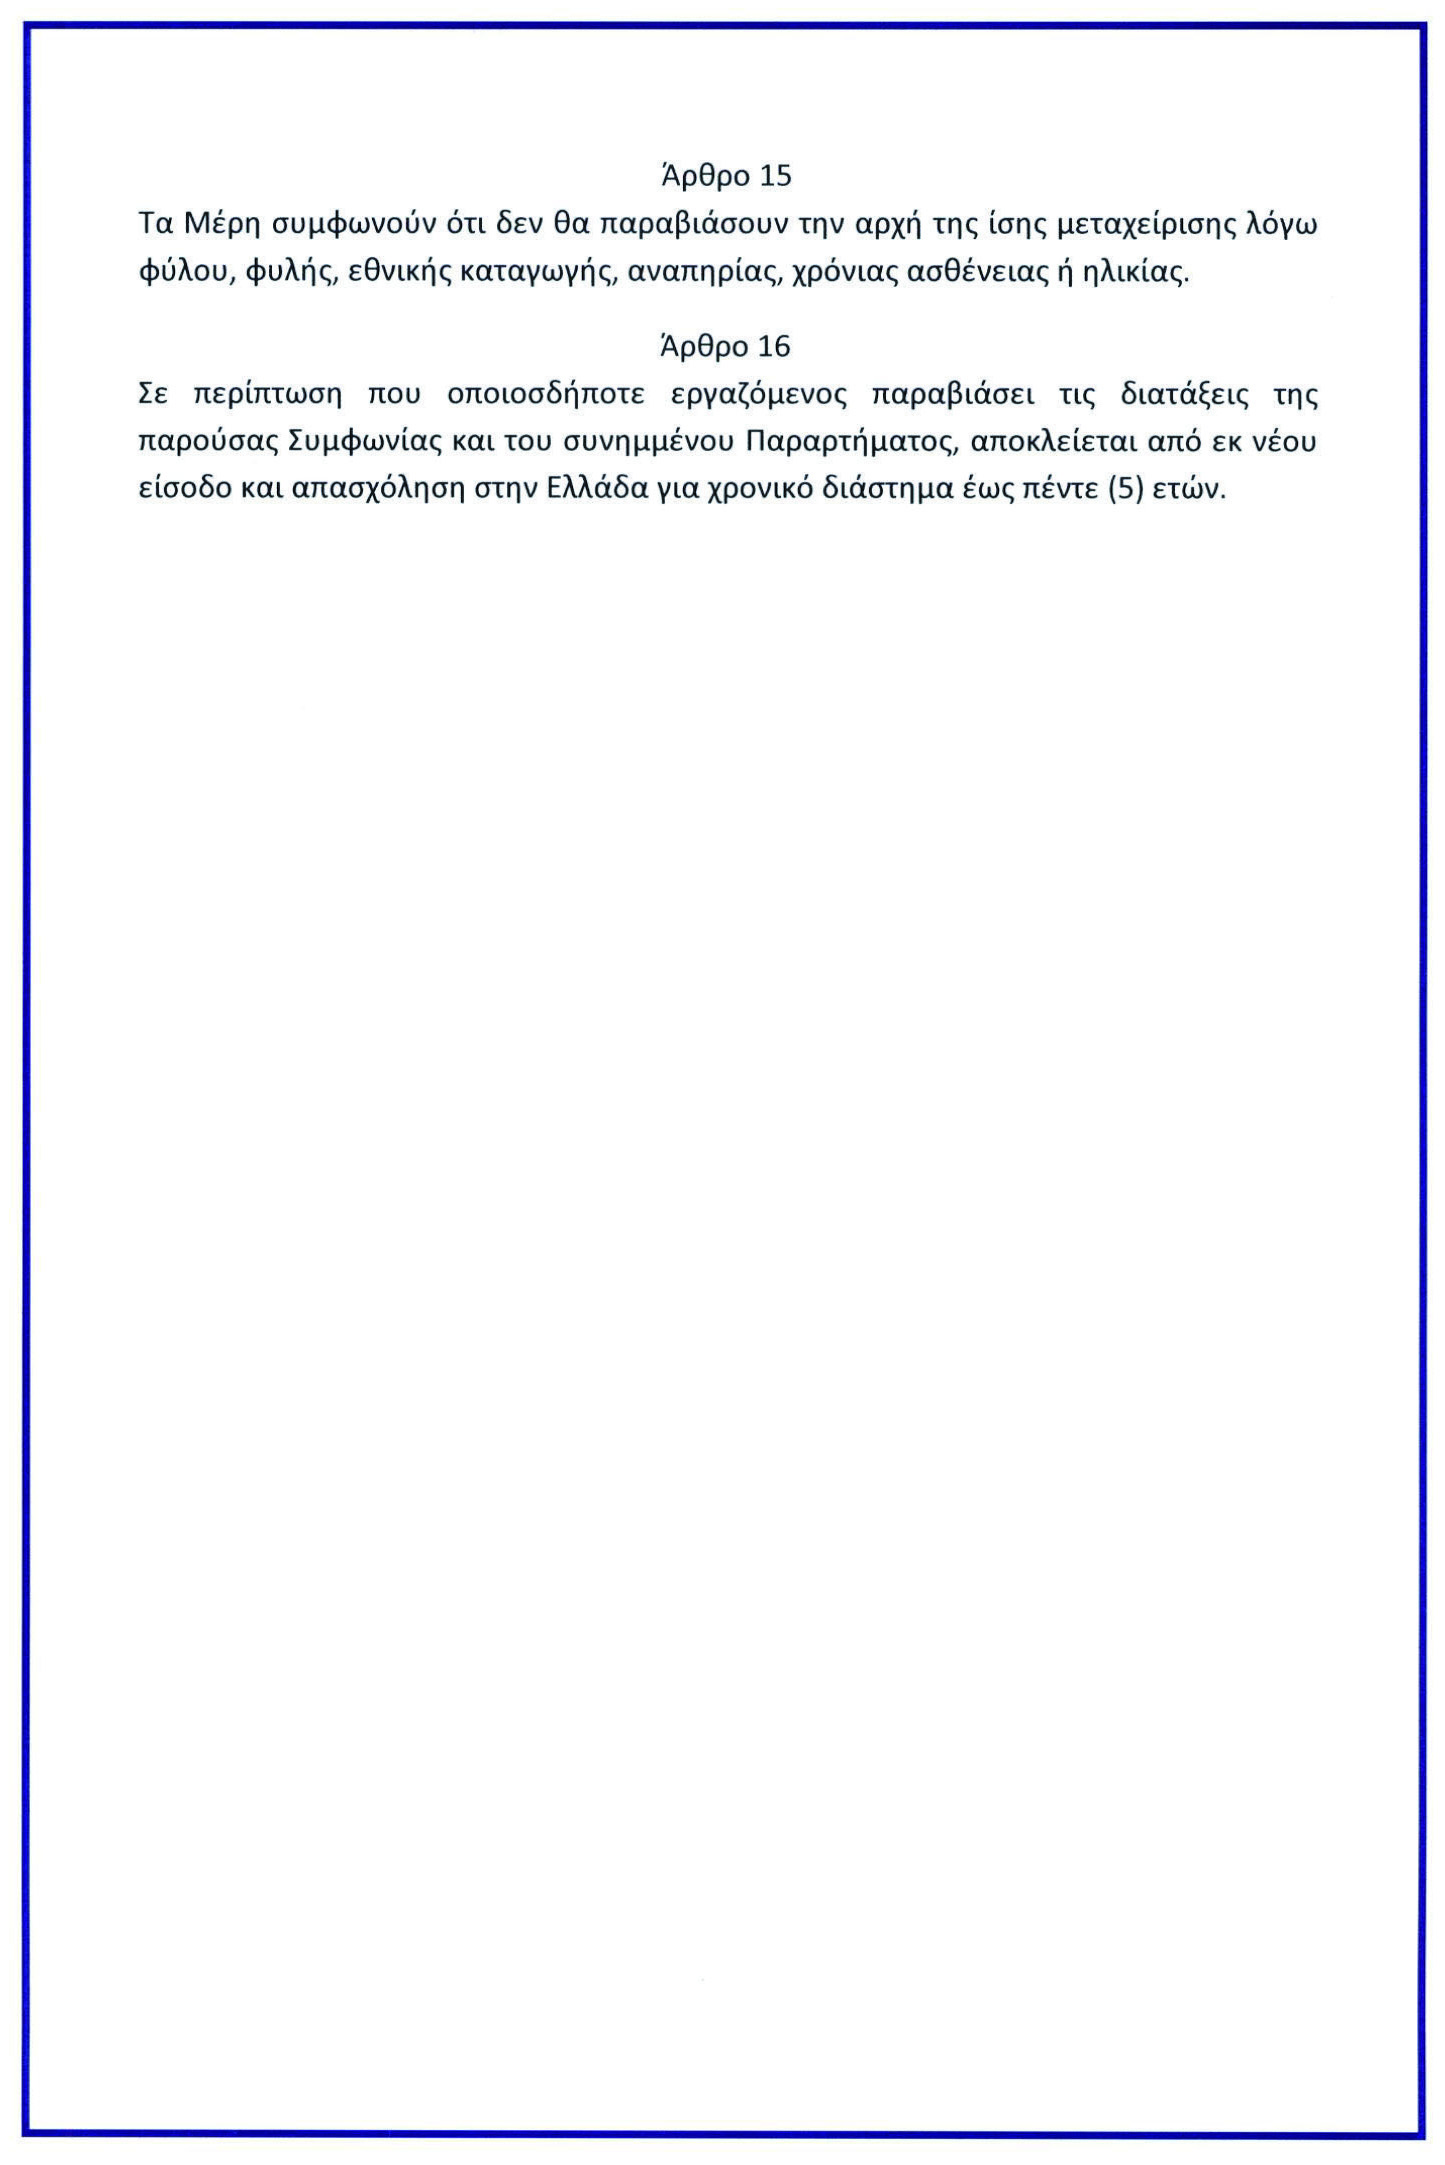 Άρθρο 15
Τα Μέρη συμφωνούν ότι δεν θα παραβιάσουν την αρχή της ίσης μεταχείρισης λόγω
φύλου, φυλής, εθνικής καταγωγής, αναπηρίας, χρόνιας ασθένειας ή ηλικίας.
Άρθρο 16
Σε περίπτωση που οποιοσδήποτε εργαζόμενος παραβιάσει τις διατάξεις της
παρούσας Συμφωνίας και του συνημμένου Παραρτήματος, αποκλείεται από εκ νέου
είσοδο και απασχόληση στην Ελλάδα για χρονικό διάστημα έως πέντε (5) ετών.